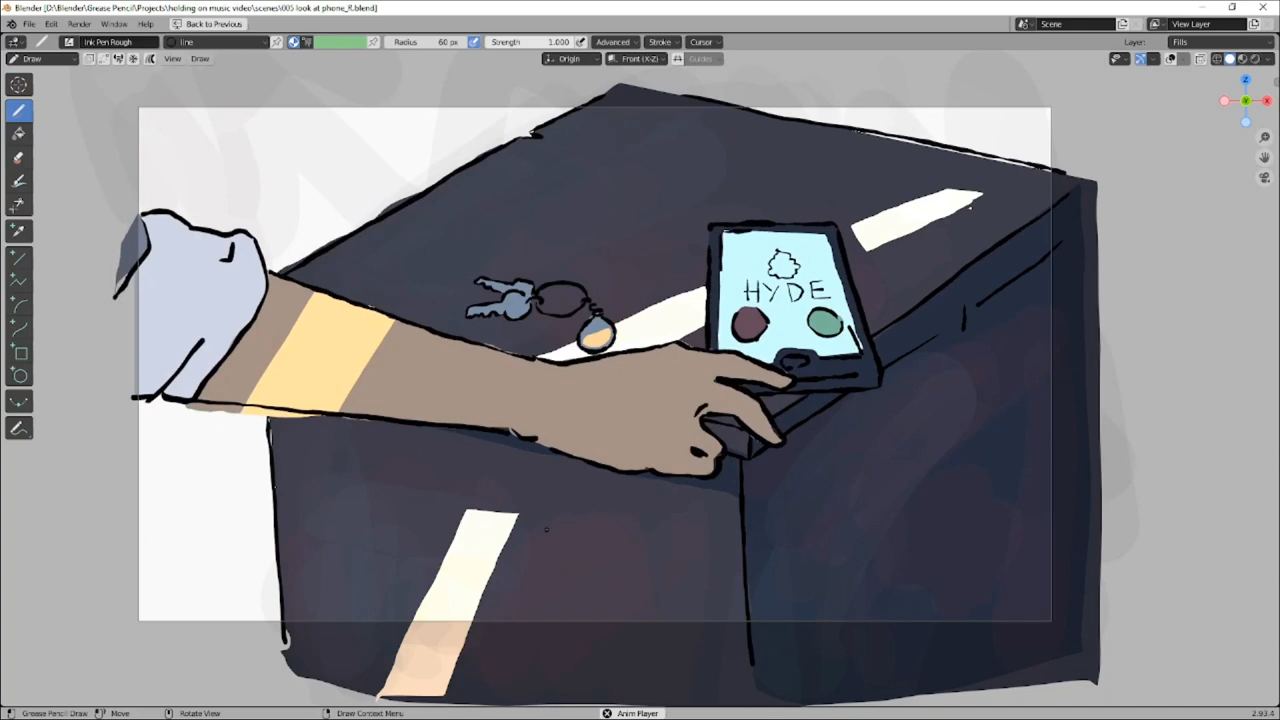 Blender [D:\Blender\Grease Pencil\Projects\holding on music video\scenes\005 look at phone_R.blend]
File Edit Render Window Help Back to Previous Scene View Layer
Ink Pen Rough line Radius 60 px Strength 1.000 Advanced Stroke Cursor Layer: Fills
Draw View Draw Origin Front (X-Z) Guides
Z
Y
X
HYDE
Grease Pencil Draw Move Rotate View Draw Context Menu Anim Player 2.93.4